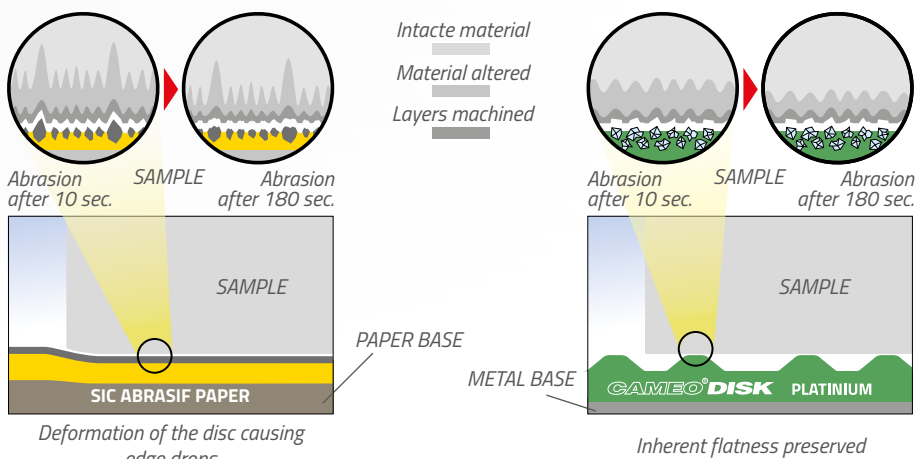 Intacte material
Material altered
Layers machined
Abrasion
after 10 sec.
SAMPLE
Abrasion
after 180 sec.
SAMPLE
PAPER BASE
SIC ABRASIF PAPER
Deformation of the disc causing
edge drops
Abrasion
after 10 sec.
SAMPLE
Abrasion
after 180 sec.
SAMPLE
METAL BASE
CAMEO® DISK PLATINIUM
Inherent flatness preserved